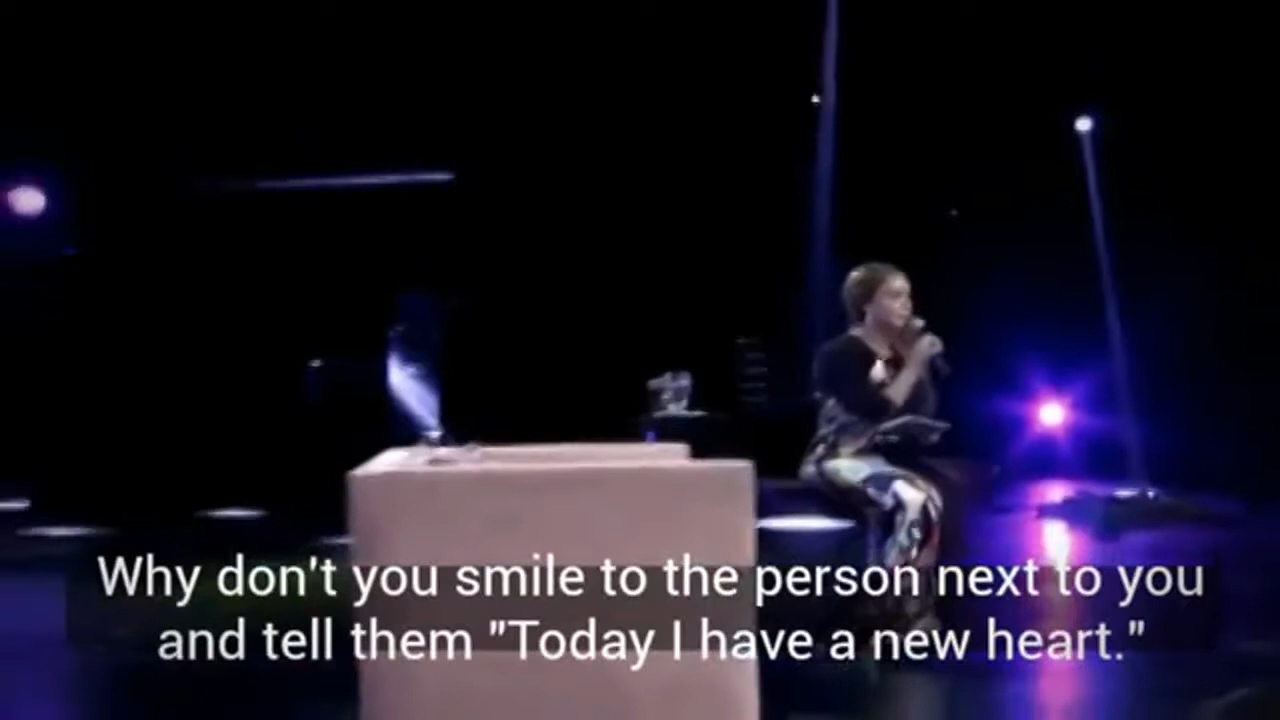 Why don't you smile to the person next to you
and tell them "Today I have a new heart."